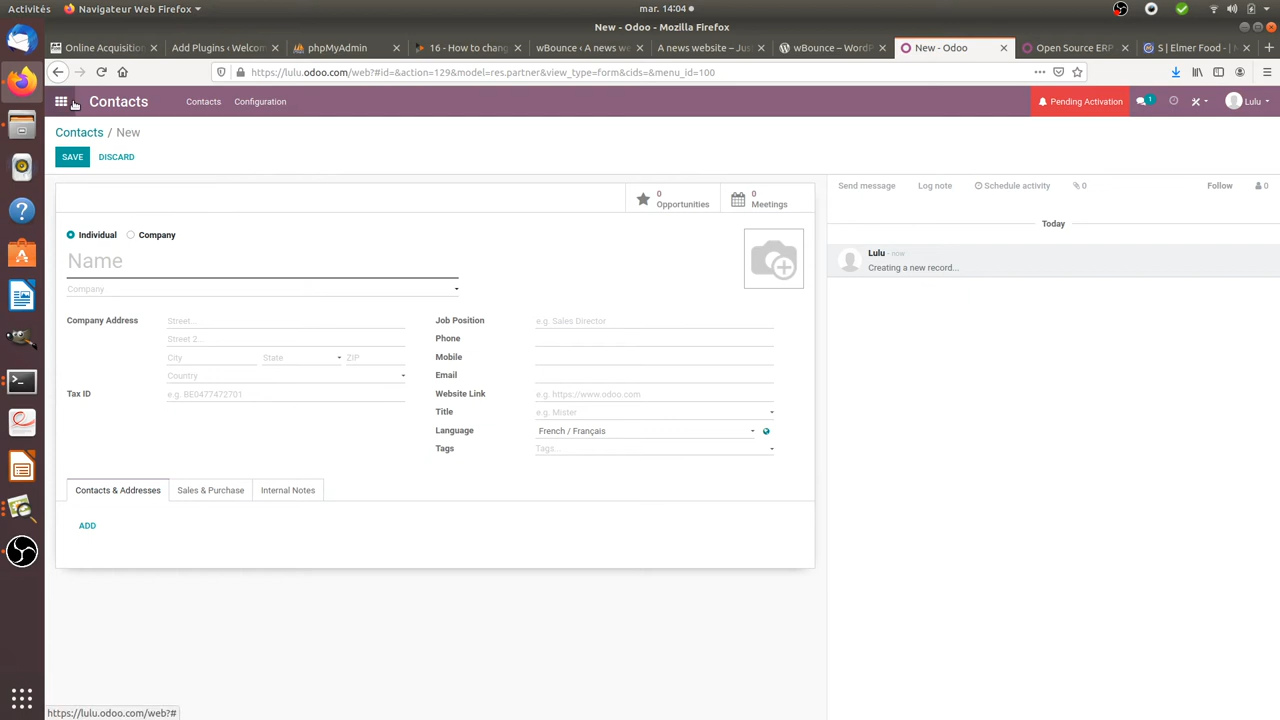 Activités Navigateur Web Firefox mar. 14:04
New - Odoo - Mozilla Firefox
Online Acquisition Add Plugins ‹ Welcom phpMyAdmin 16 - How to chang wBounce ‹ A news w A news website – Jus wBounce – WordP New - Odoo Open Source ERP S | Elmer Food - L
https://lulu.odoo.com/web?#id=&action=129&model=res.partner&view_type=form&cids=&menu_id=100
Contacts Contacts Configuration Pending Activation 1 Lulu
Contacts / New
SAVE DISCARD
Send message Log note Schedule activity 0 Follow 0
0 Opportunities
0 Meetings
Today
Individual Company
Name
Company
Lulu - now
Creating a new record...
Company Address Street...
Street 2...
City State ZIP
Country
Tax ID e.g. BE0477472701
Job Position e.g. Sales Director
Phone
Mobile
Email
Website Link e.g. https://www.odoo.com
Title e.g. Mister
Language French / Français
Tags Tags...
Contacts & Addresses Sales & Purchase Internal Notes
ADD
https://lulu.odoo.com/web?#